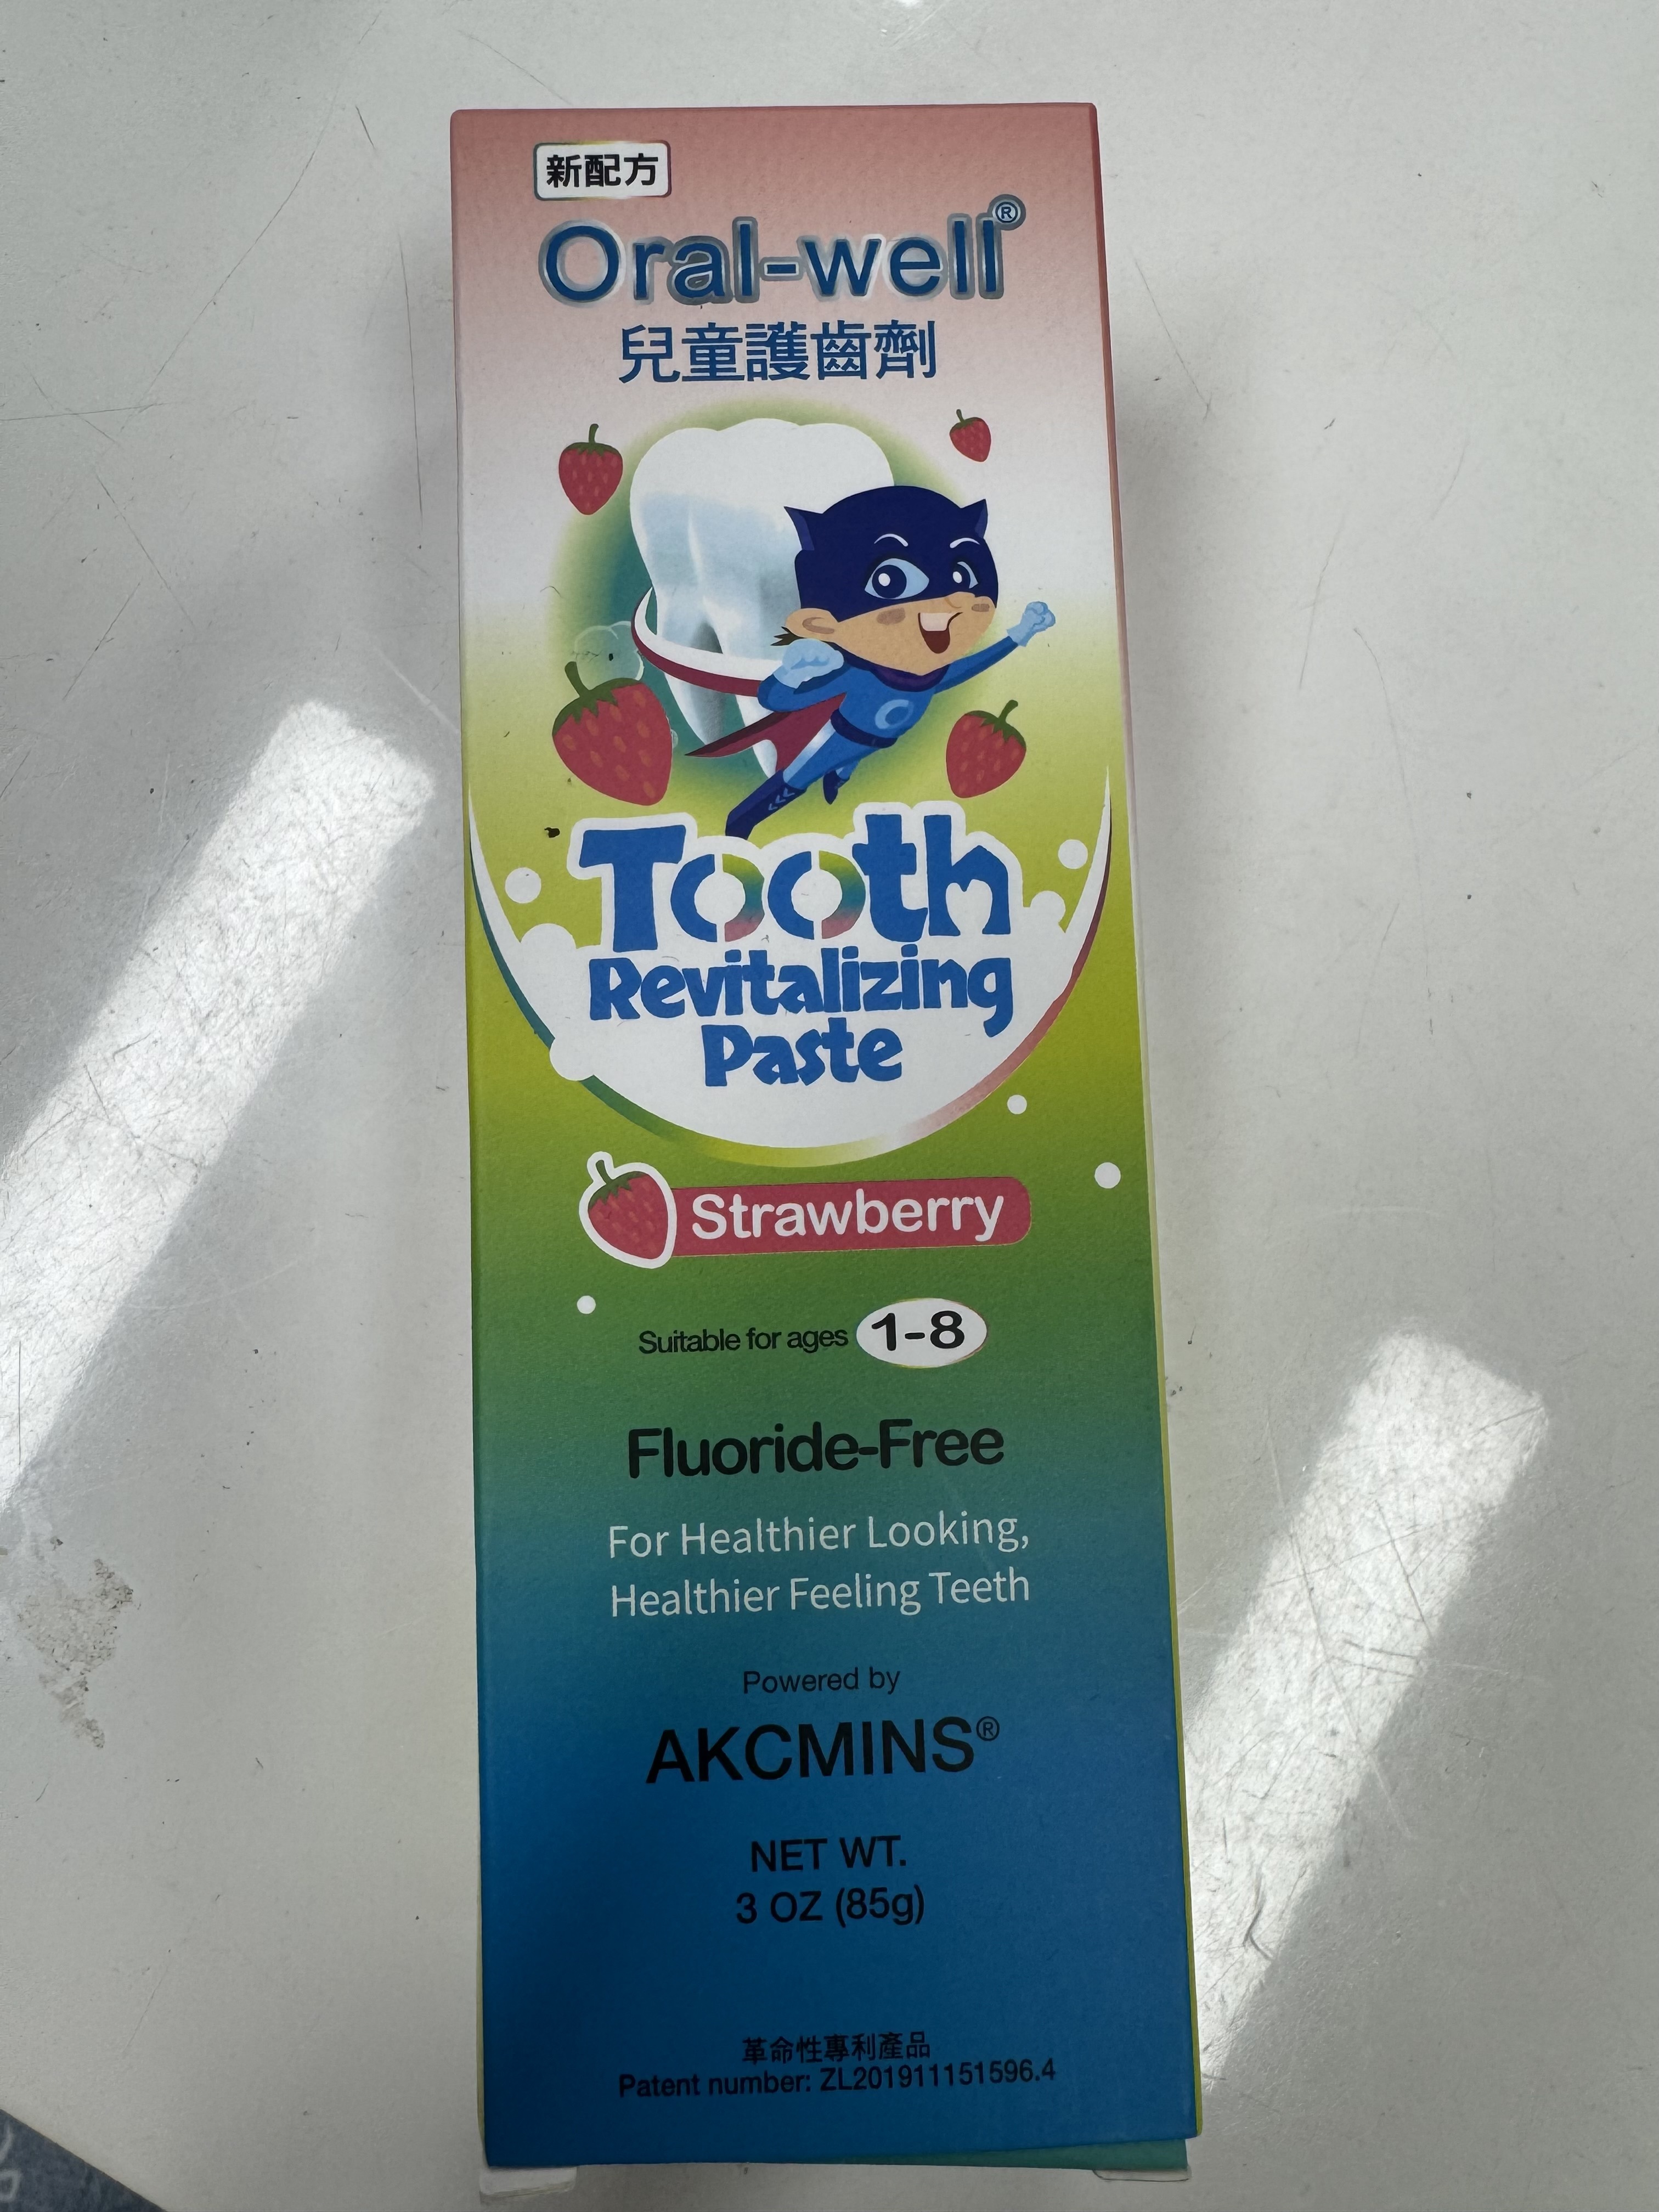 新配方
Oral-well®
兒童護齒劑
Tooth
Revitalizing
Paste
Strawberry
Suitable for ages 1-8
Fluoride-Free
For Healthier Looking,
Healthier Feeling Teeth
Powered by
AKCMINS®
NET WT.
3 OZ (85g)
革命性專利產品
Patent number: ZL201911151596.4